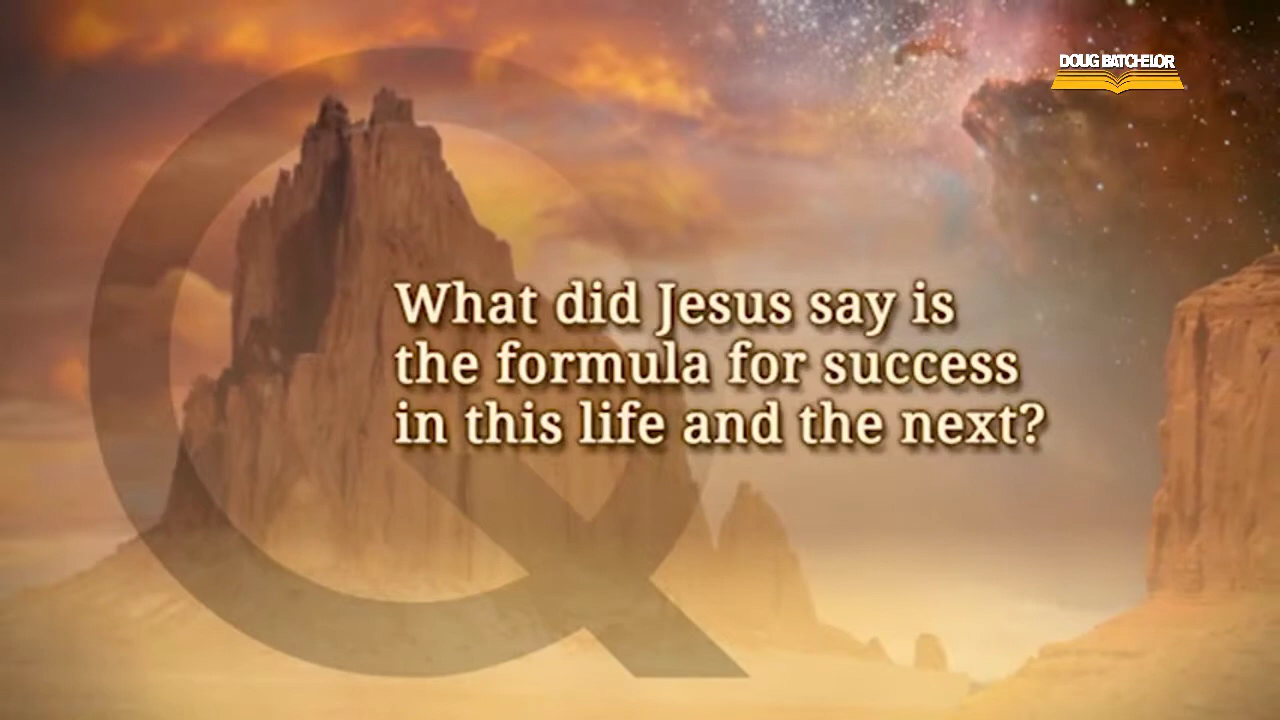 DOUG BATCHELOR
What did Jesus say is
the formula for success
in this life and the next?